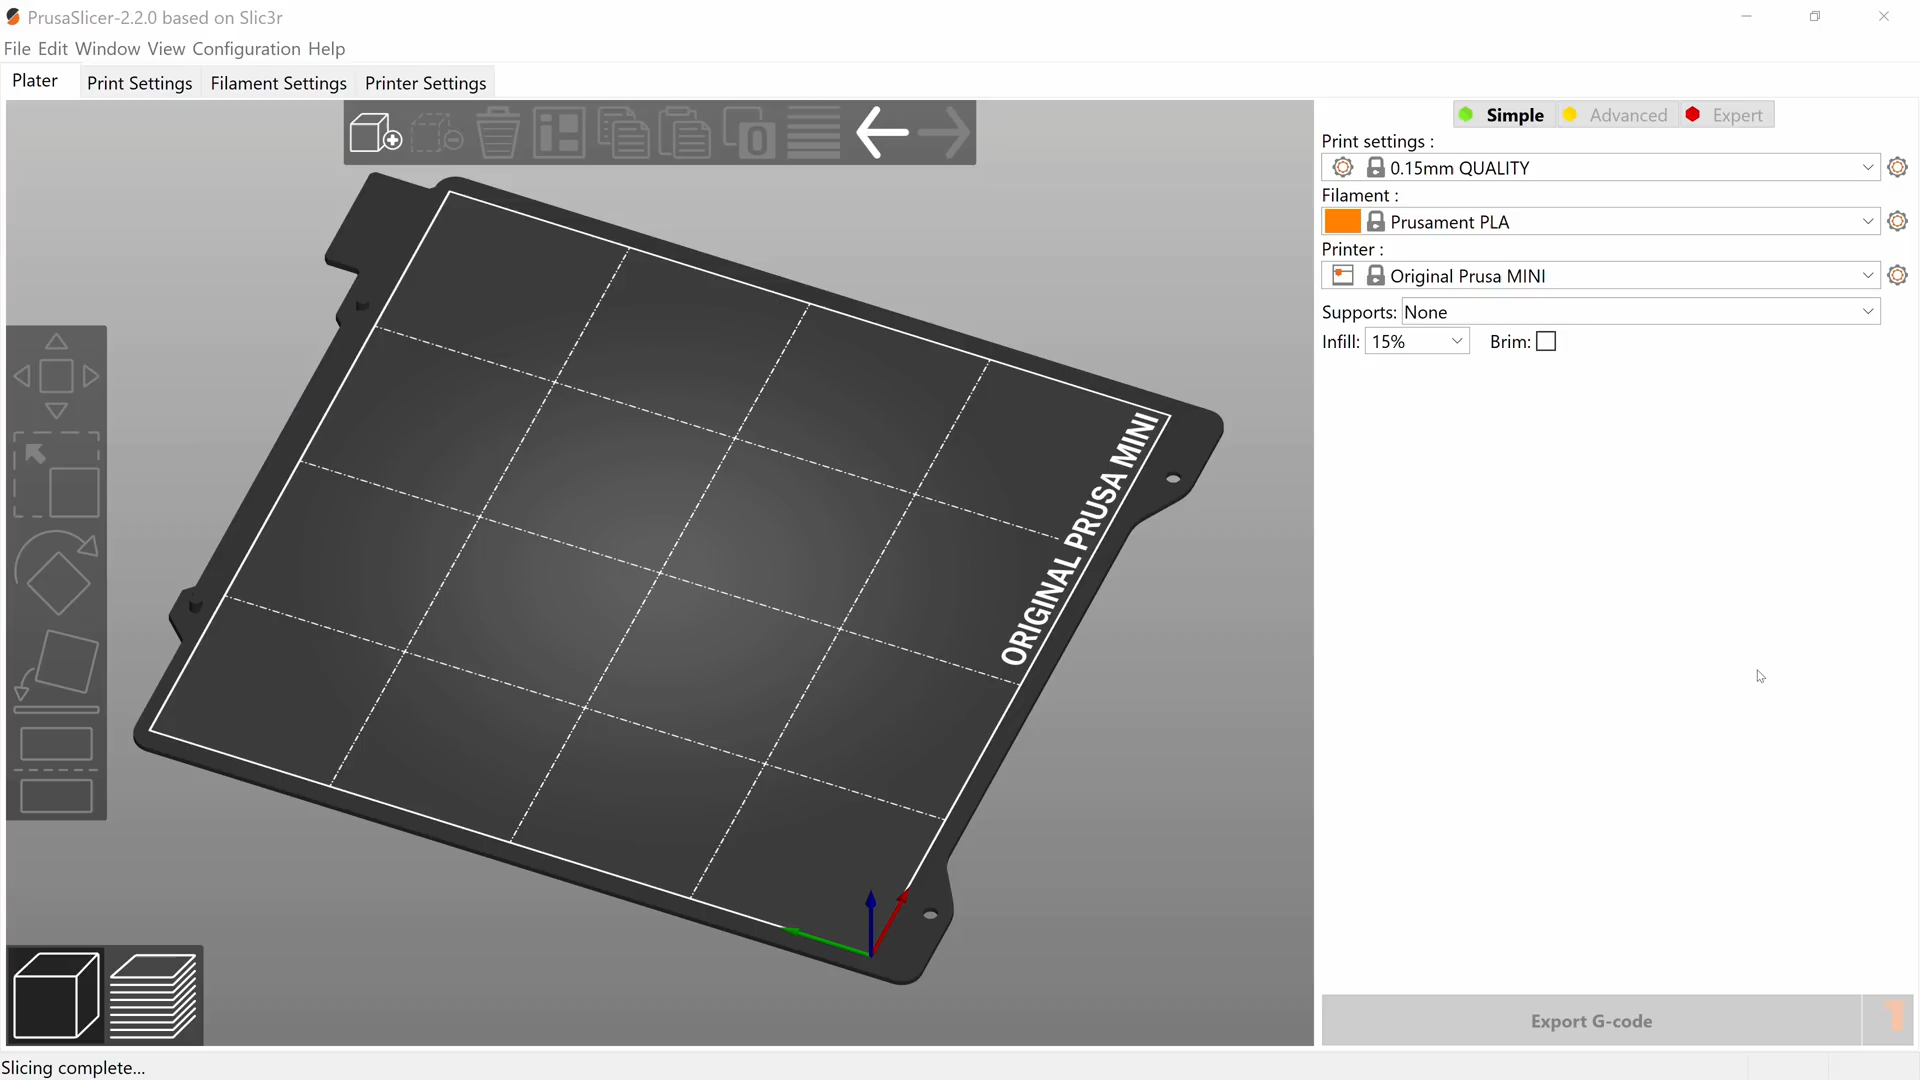 PrusaSlicer-2.2.0 based on Slic3r
File Edit Window View Configuration Help
Plater Print Settings Filament Settings Printer Settings
Simple Advanced Expert
Print settings :
0.15mm QUALITY
Filament :
Prusament PLA
Printer :
Original Prusa MINI
Supports: None
Infill: 15% Brim:
ORIGINAL PRUSA MINI
Export G-code
Slicing complete...